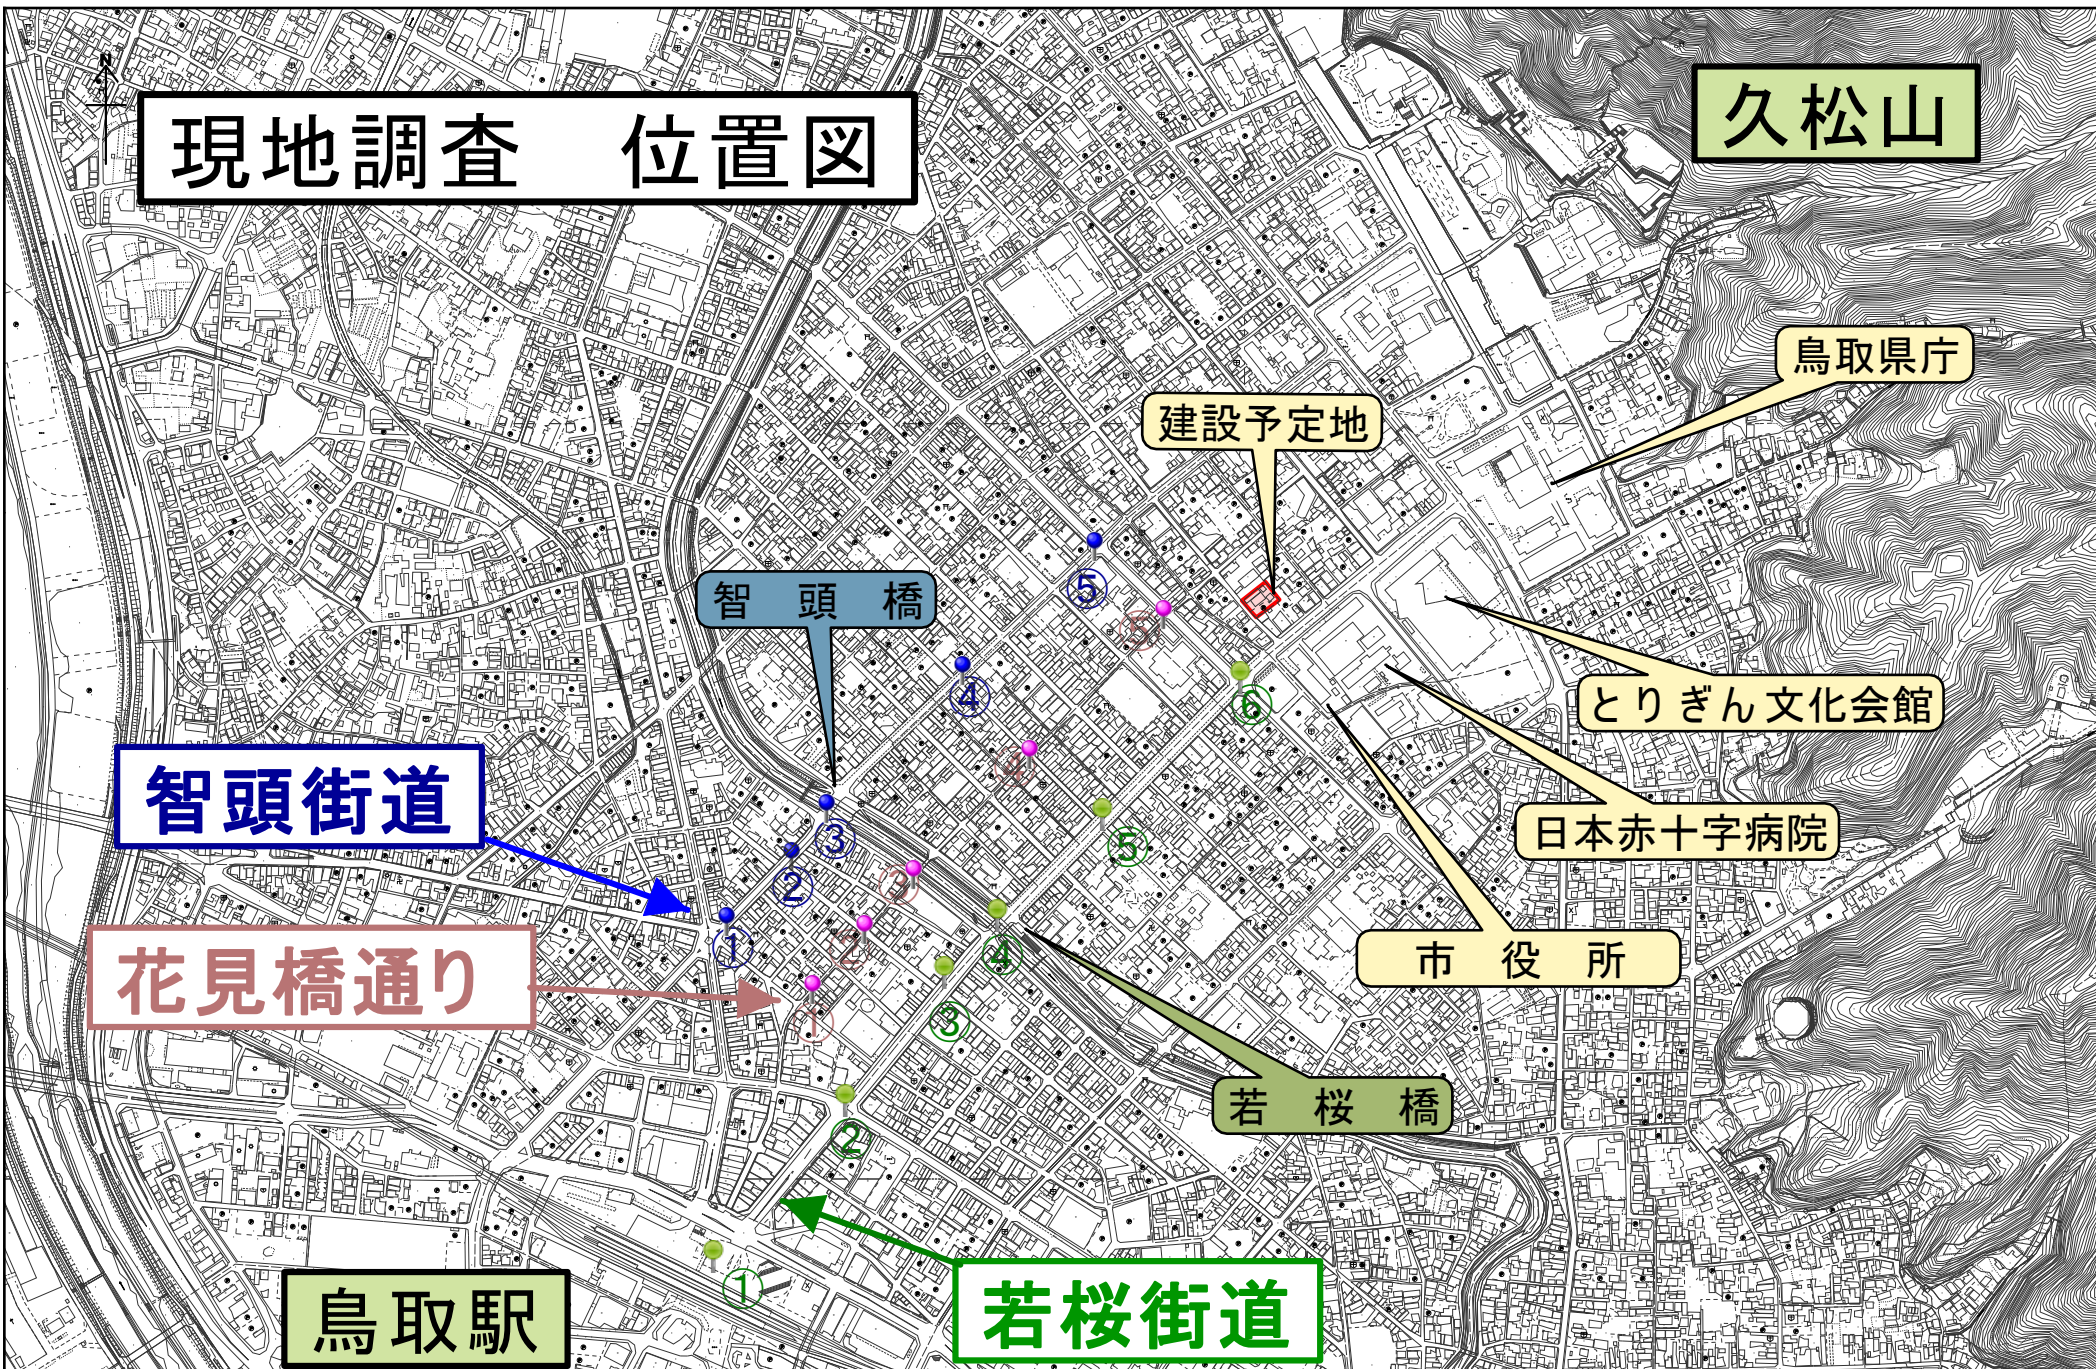 N
現地調査　位置図
久松山
鳥取県庁
建設予定地
智　頭　橋
⑤
⑤
④
⑥
とりぎん文化会館
④
智頭街道
日本赤十字病院
③
⑤
②
③
①
②
④
市　役　所
花見橋通り
①
③
若　桜　橋
②
①
若桜街道
鳥取駅